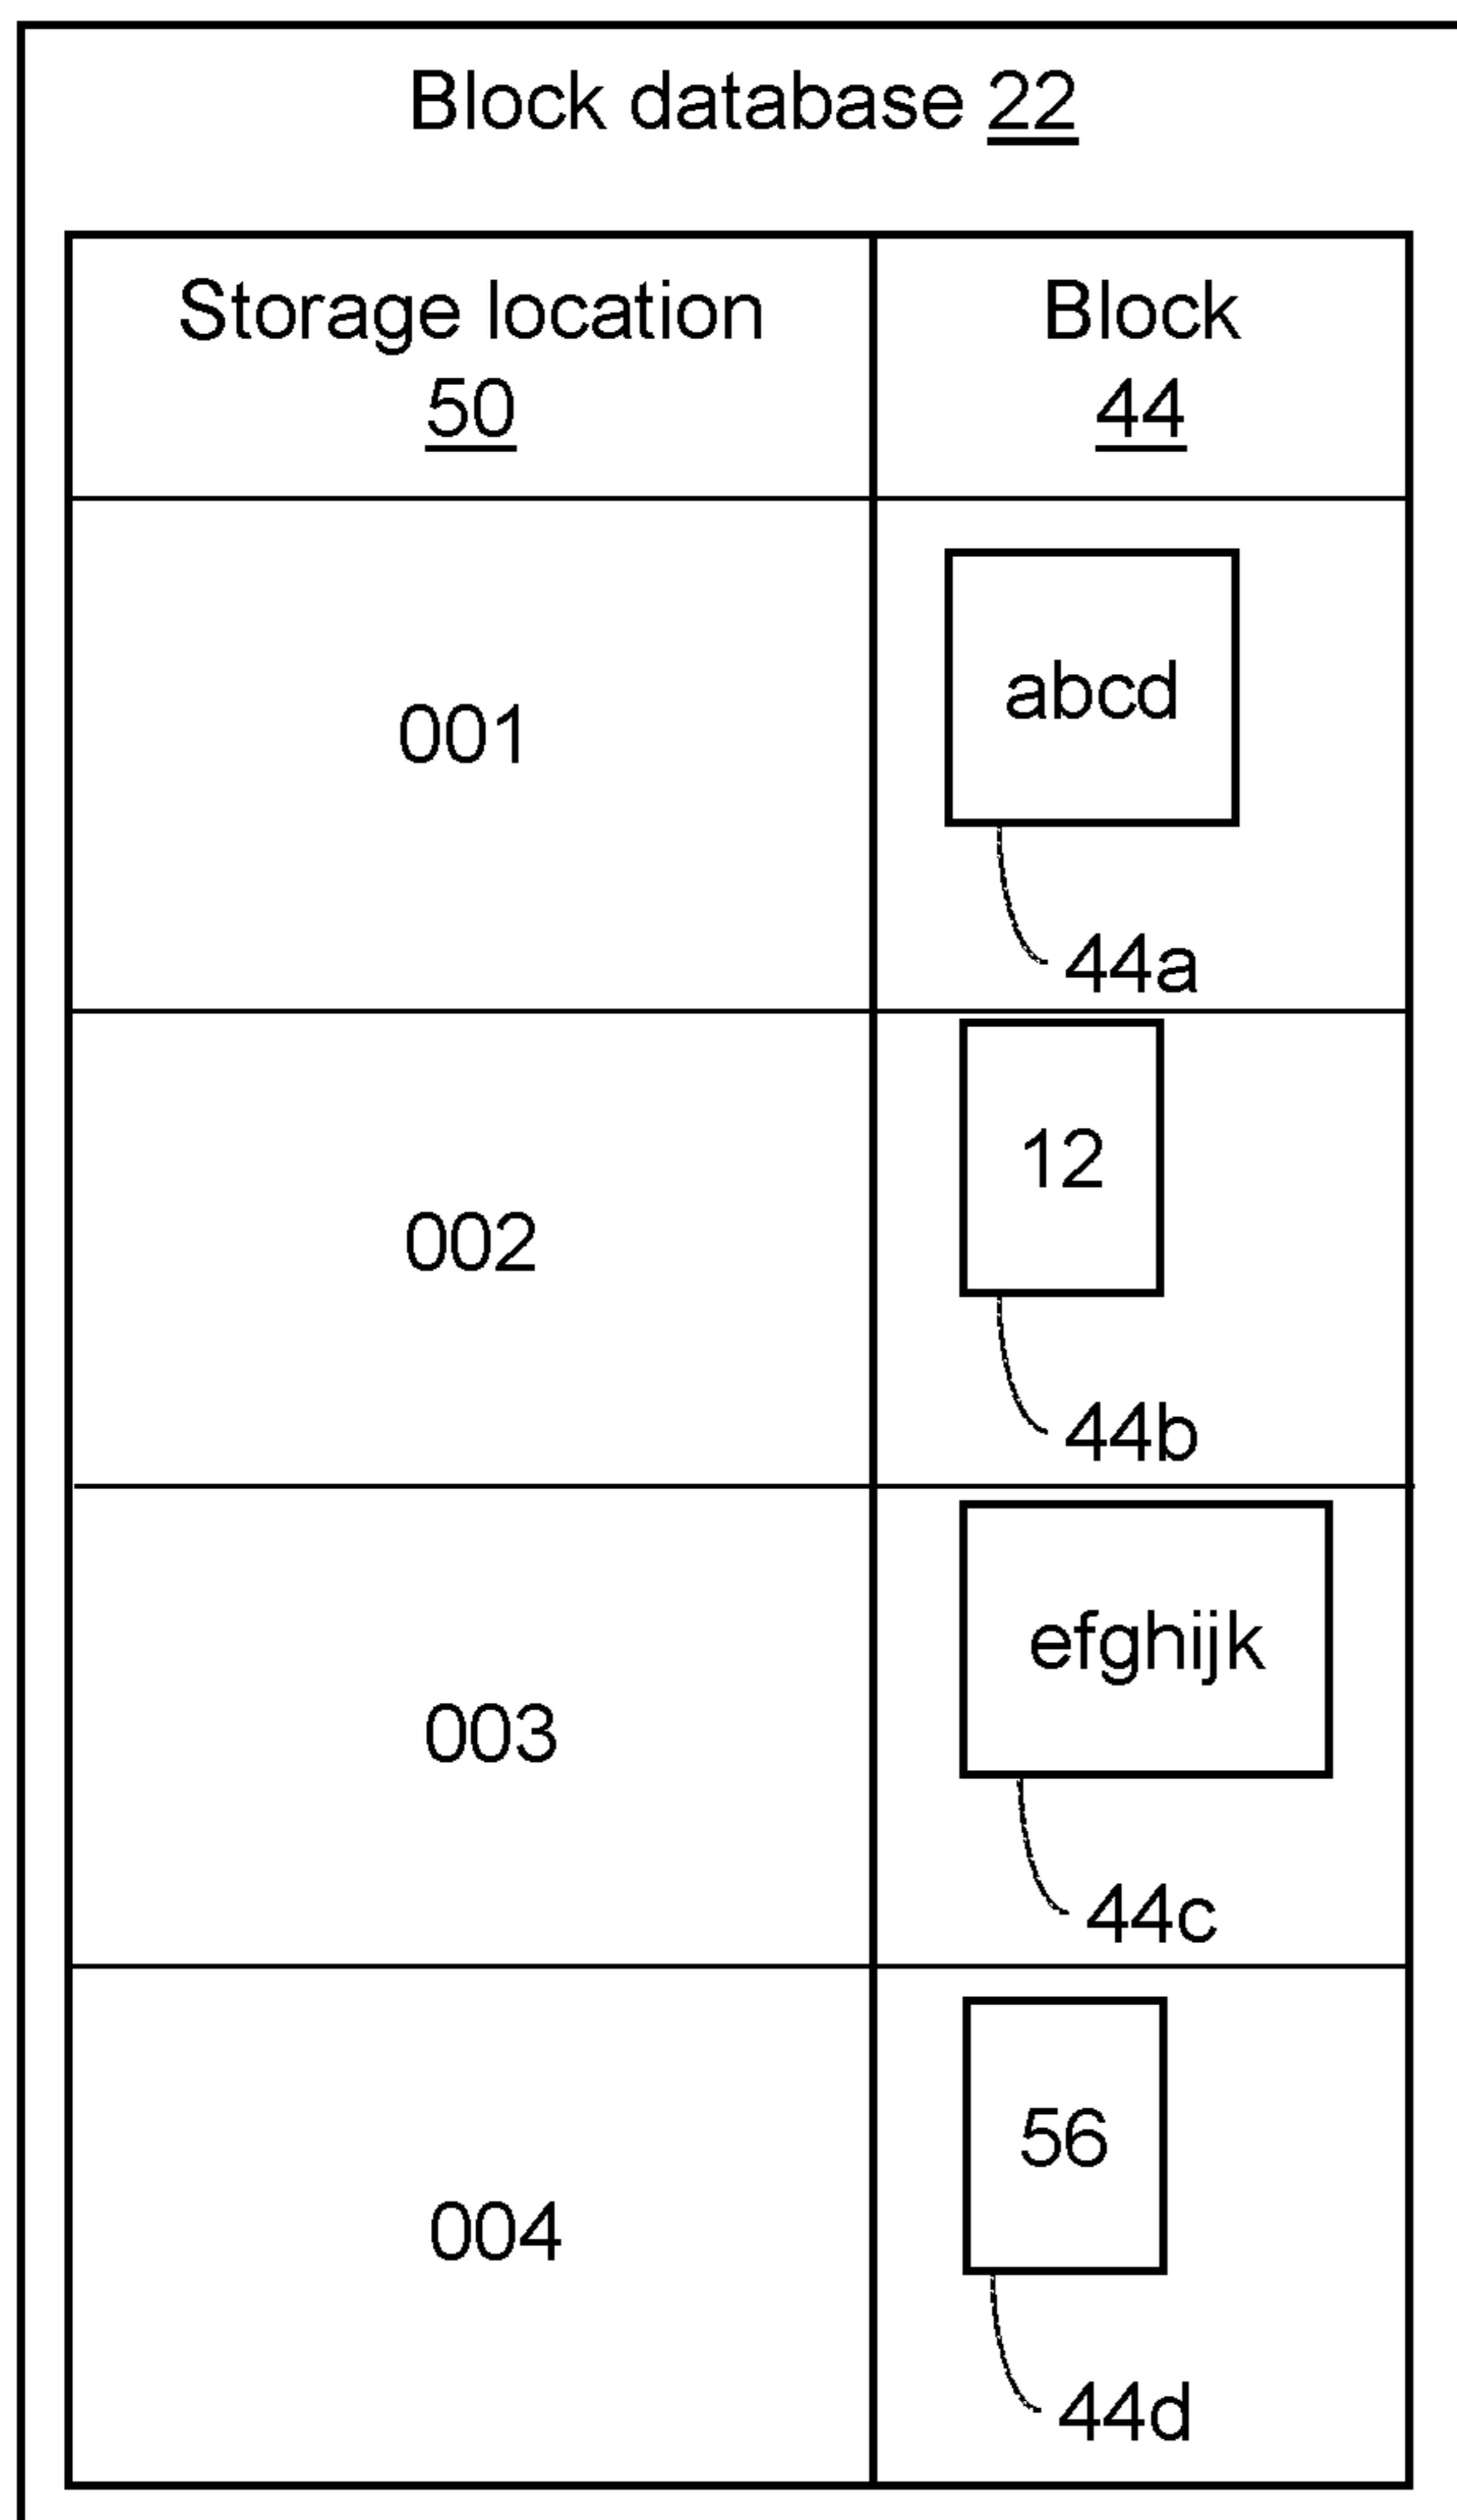 Block database 22
Storage location
50
Block
44
001
abcd
44a
002
12
44b
003
efghijk
44c
004
56
44d